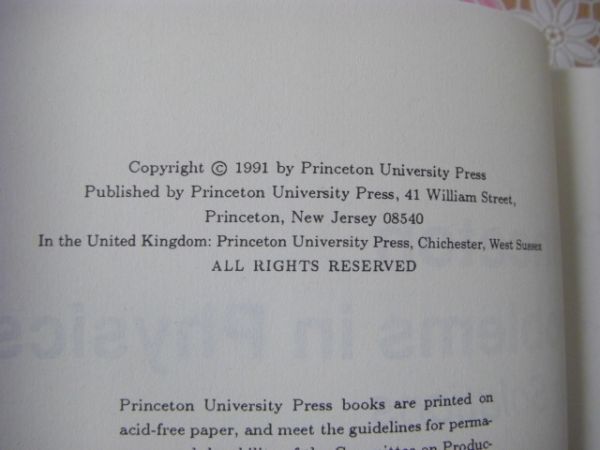 Copyright © 1991 by Princeton University Press
Published by Princeton University Press, 41 William Street,
Princeton, New Jersey 08540
In the United Kingdom: Princeton University Press, Chichester, West Sussex
ALL RIGHTS RESERVED
Princeton University Press books are printed on
acid-free paper, and meet the guidelines for perma-